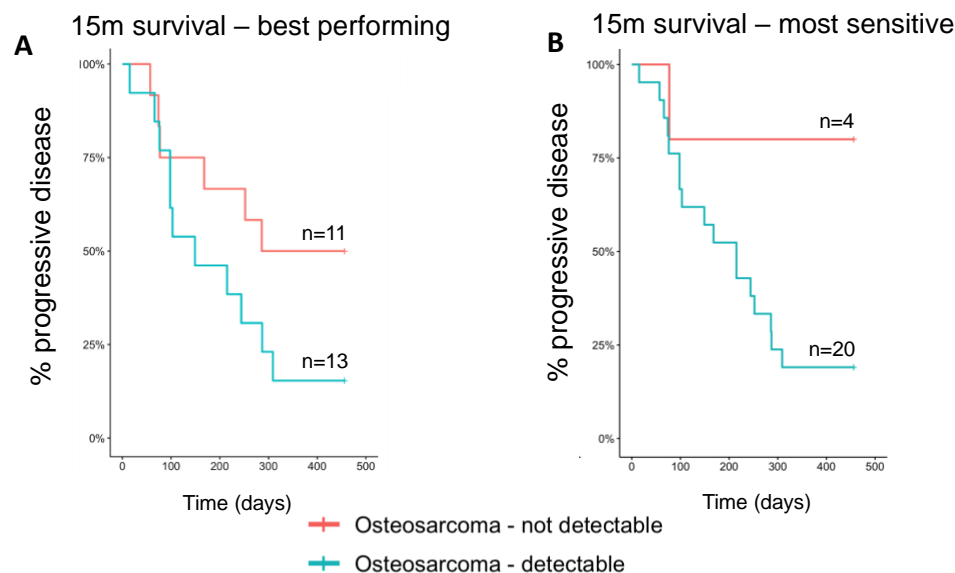 15m survival – best performing
15m survival – most sensitive
A
B
% progressive disease
100%
75%
50%
25%
0%
n=11
n=13
0 100 200 300 400 500
Time (days)
% progressive disease
100%
75%
50%
25%
0%
n=4
n=20
0 100 200 300 400 500
Time (days)
Osteosarcoma - not detectable
Osteosarcoma - detectable